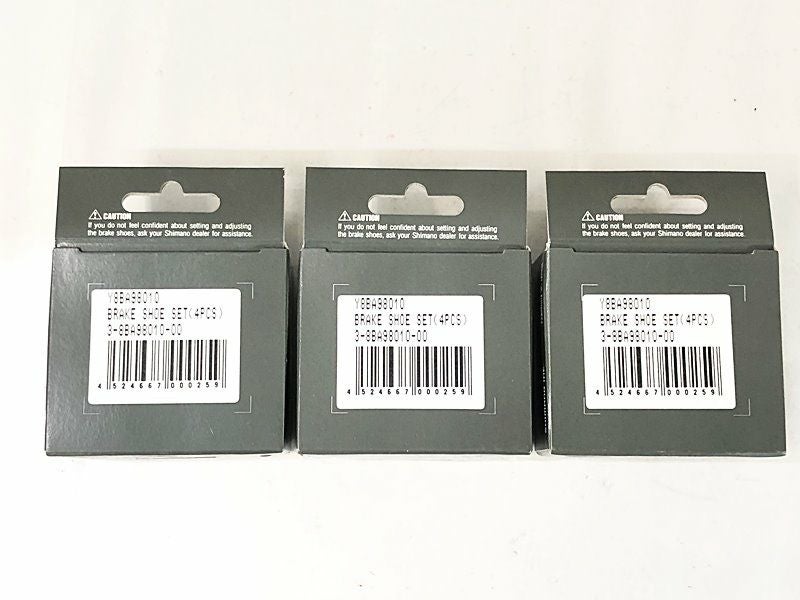 CAUTION
If you do not feel confident about setting and adjusting
the brake shoes, ask your Shimano dealer for assistance.
Y8BA98010
BRAKE SHOE SET(4PCS)
3-8BA98010-00
4 524667 000259
CAUTION
If you do not feel confident about setting and adjusting
the brake shoes, ask your Shimano dealer for assistance.
Y8BA98010
BRAKE SHOE SET(4PCS)
3-8BA98010-00
4 524667 000259
CAUTION
If you do not feel confident about setting and adjusting
the brake shoes, ask your Shimano dealer for assistance.
Y8BA98010
BRAKE SHOE SET(4PCS)
3-8BA98010-00
4 524667 000259